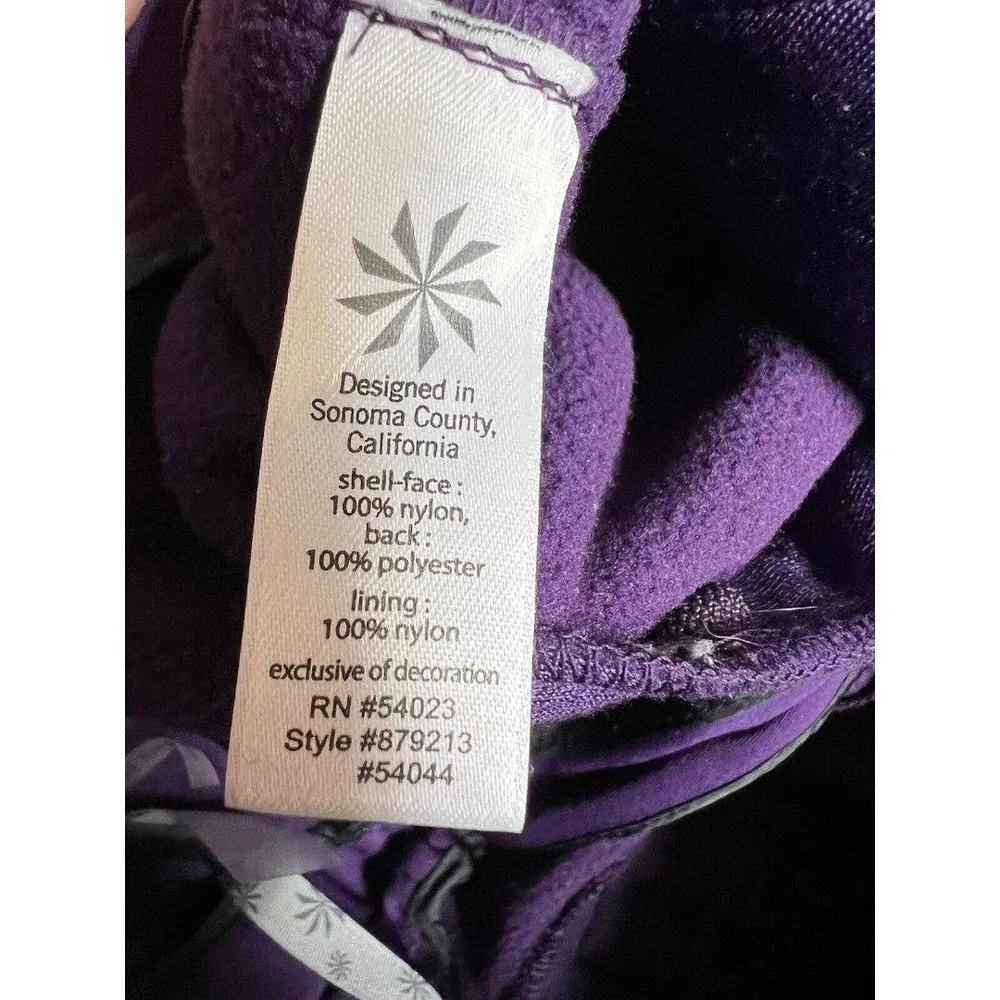 Designed in
Sonoma County,
California
shell-face :
100% nylon,
back :
100% polyester
lining :
100% nylon
exclusive of decoration
RN #54023
Style #879213
#54044